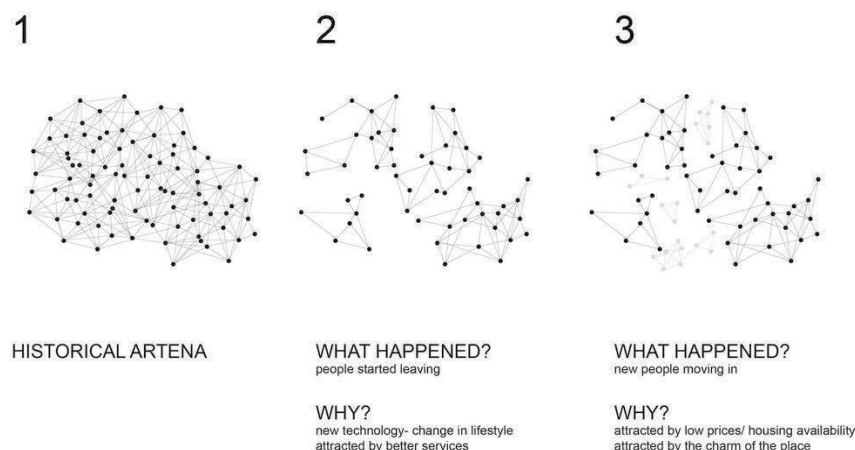 1
2
3
HISTORICAL ARTENA
WHAT HAPPENED?
people started leaving
WHY?
new technology- change in lifestyle
attracted by better services
WHAT HAPPENED?
new people moving in
WHY?
attracted by low prices/ housing availability
attracted by the charm of the place